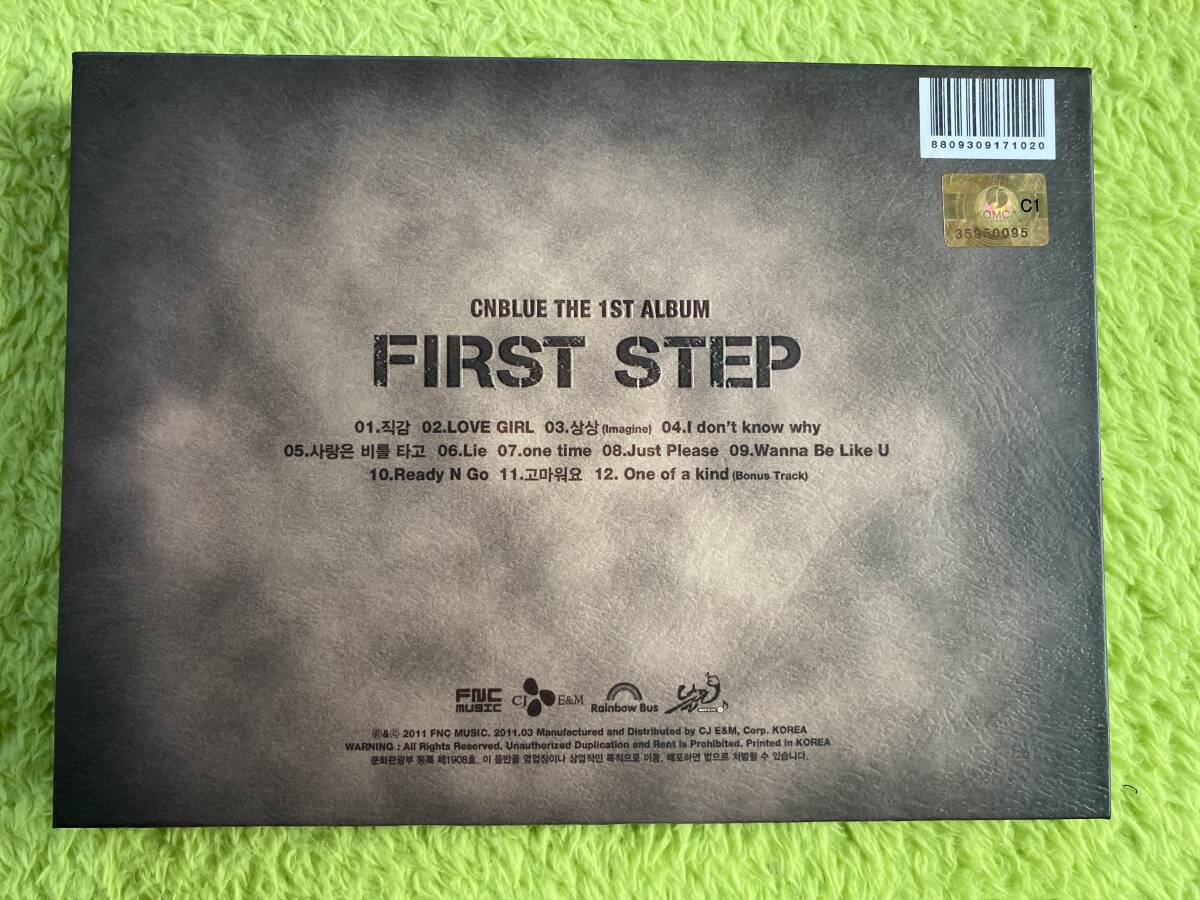 8809309171020
KOMCA
C1
35950095
CNBLUE THE 1ST ALBUM
FIRST STEP
01.직감 02.LOVE GIRL 03.상상(Imagine) 04.I don't know why
05.사랑은 비를 타고 06.Lie 07.one time 08.Just Please 09.Wanna Be Like U
10.Ready N Go 11.고마워요 12. One of a kind(Bonus Track)
FNC MUSIC
CJ E&M
Rainbow Bus
ⓟ&ⓒ 2011 FNC MUSIC. 2011.03 Manufactured and Distributed by CJ E&M, Corp. KOREA
WARNING : All Rights Reserved. Unauthorized Duplication and Rent is Prohibited. Printed in KOREA
문화관광부 등록 제1908호. 이 음반을 영업장이나 상업적인 목적으로 이용, 배포하면 법으로 처벌될 수 있습니다.